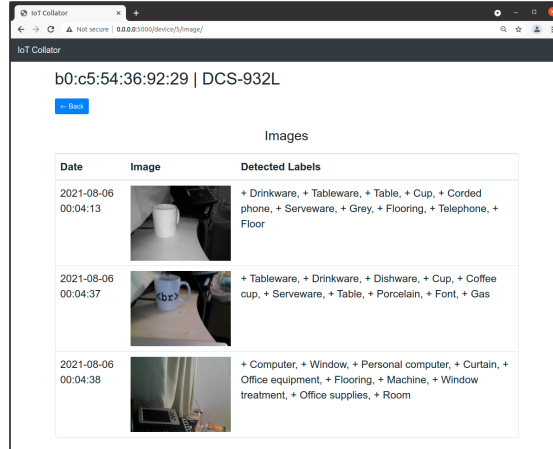 IoT Collator
Not secure | 0.0.0.0:5000/device/5/image/
IoT Collator
b0:c5:54:36:92:29 | DCS-932L
← Back
Images
Date Image Detected Labels
2021-08-06
00:04:13
+ Drinkware, + Tableware, + Table, + Cup, + Corded
phone, + Serveware, + Grey, + Flooring, + Telephone, +
Floor
2021-08-06
00:04:37
<br>
+ Tableware, + Drinkware, + Dishware, + Cup, + Coffee
cup, + Serveware, + Table, + Porcelain, + Font, + Gas
2021-08-06
00:04:38
+ Computer, + Window, + Personal computer, + Curtain, +
Office equipment, + Flooring, + Machine, + Window
treatment, + Office supplies, + Room